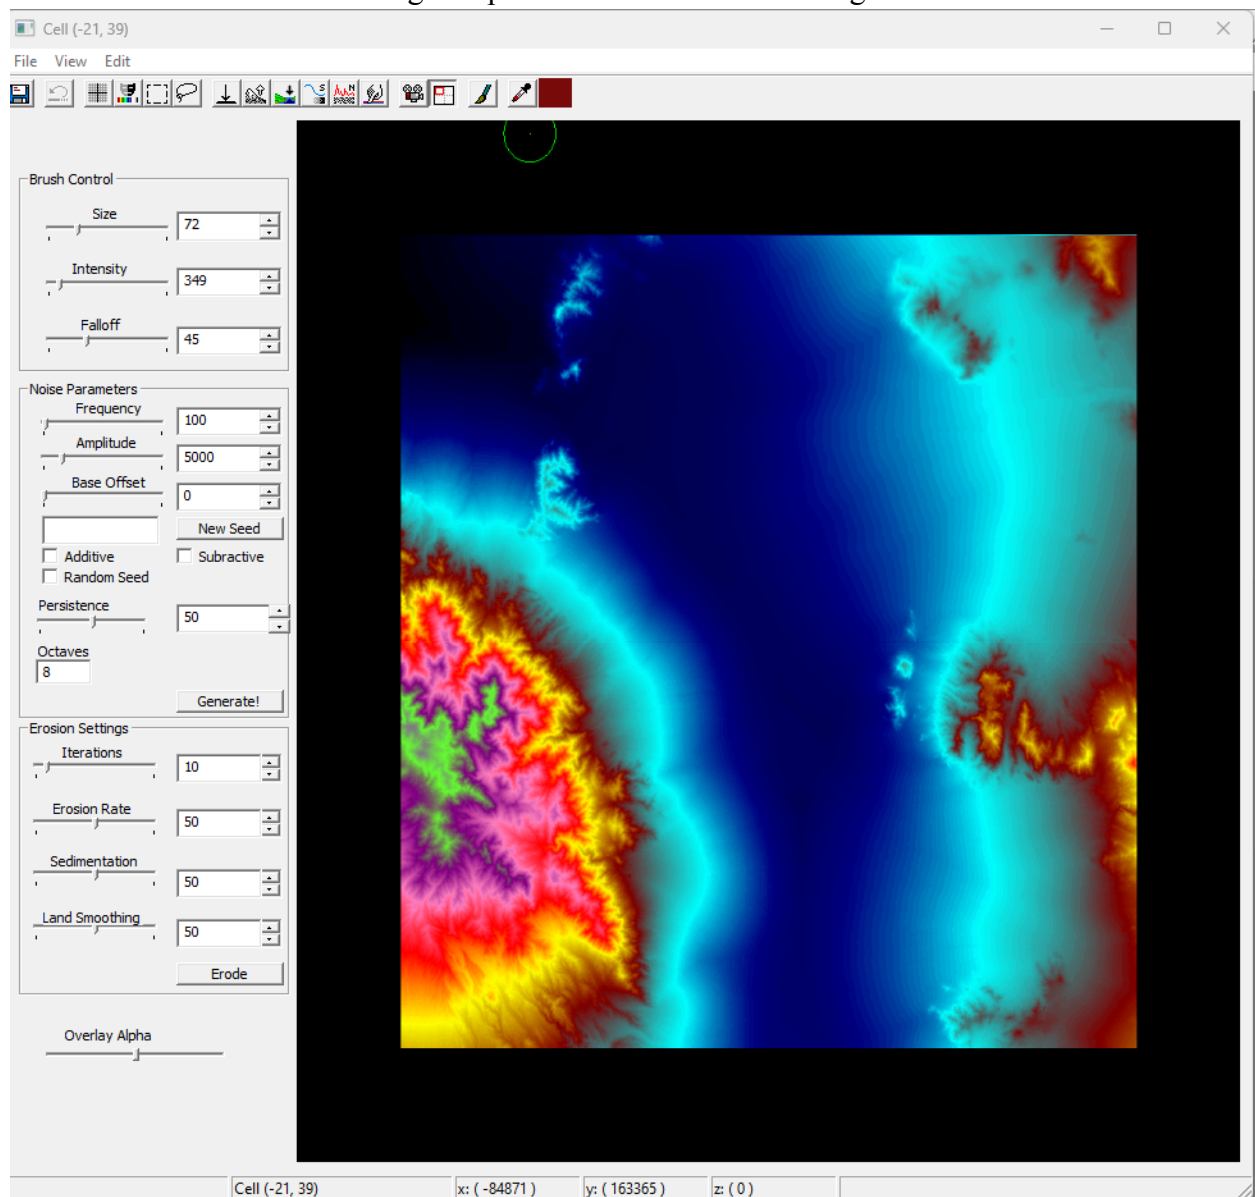 Cell (-21, 39)
File View Edit
Brush Control
Size
72
Intensity
349
Falloff
45
Noise Parameters
Frequency
100
Amplitude
5000
Base Offset
0
New Seed
Additive
Subractive
Random Seed
Persistence
50
Octaves
8
Generate!
Erosion Settings
Iterations
10
Erosion Rate
50
Sedimentation
50
Land Smoothing
50
Erode
Overlay Alpha
Cell (-21, 39) x: ( -84871 ) y: ( 163365 ) z: ( 0 )